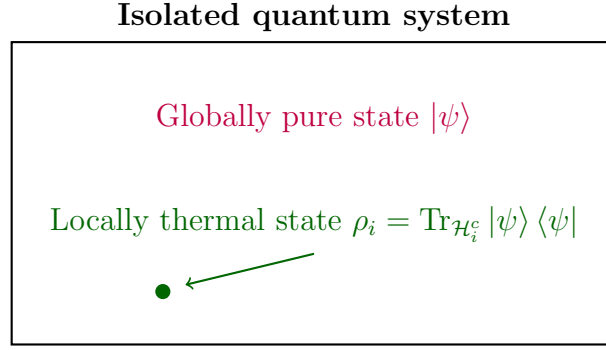 Isolated quantum system
Globally pure state |ψ⟩
Locally thermal state ρ_i = Tr_{ℋ_i^c} |ψ⟩ ⟨ψ|